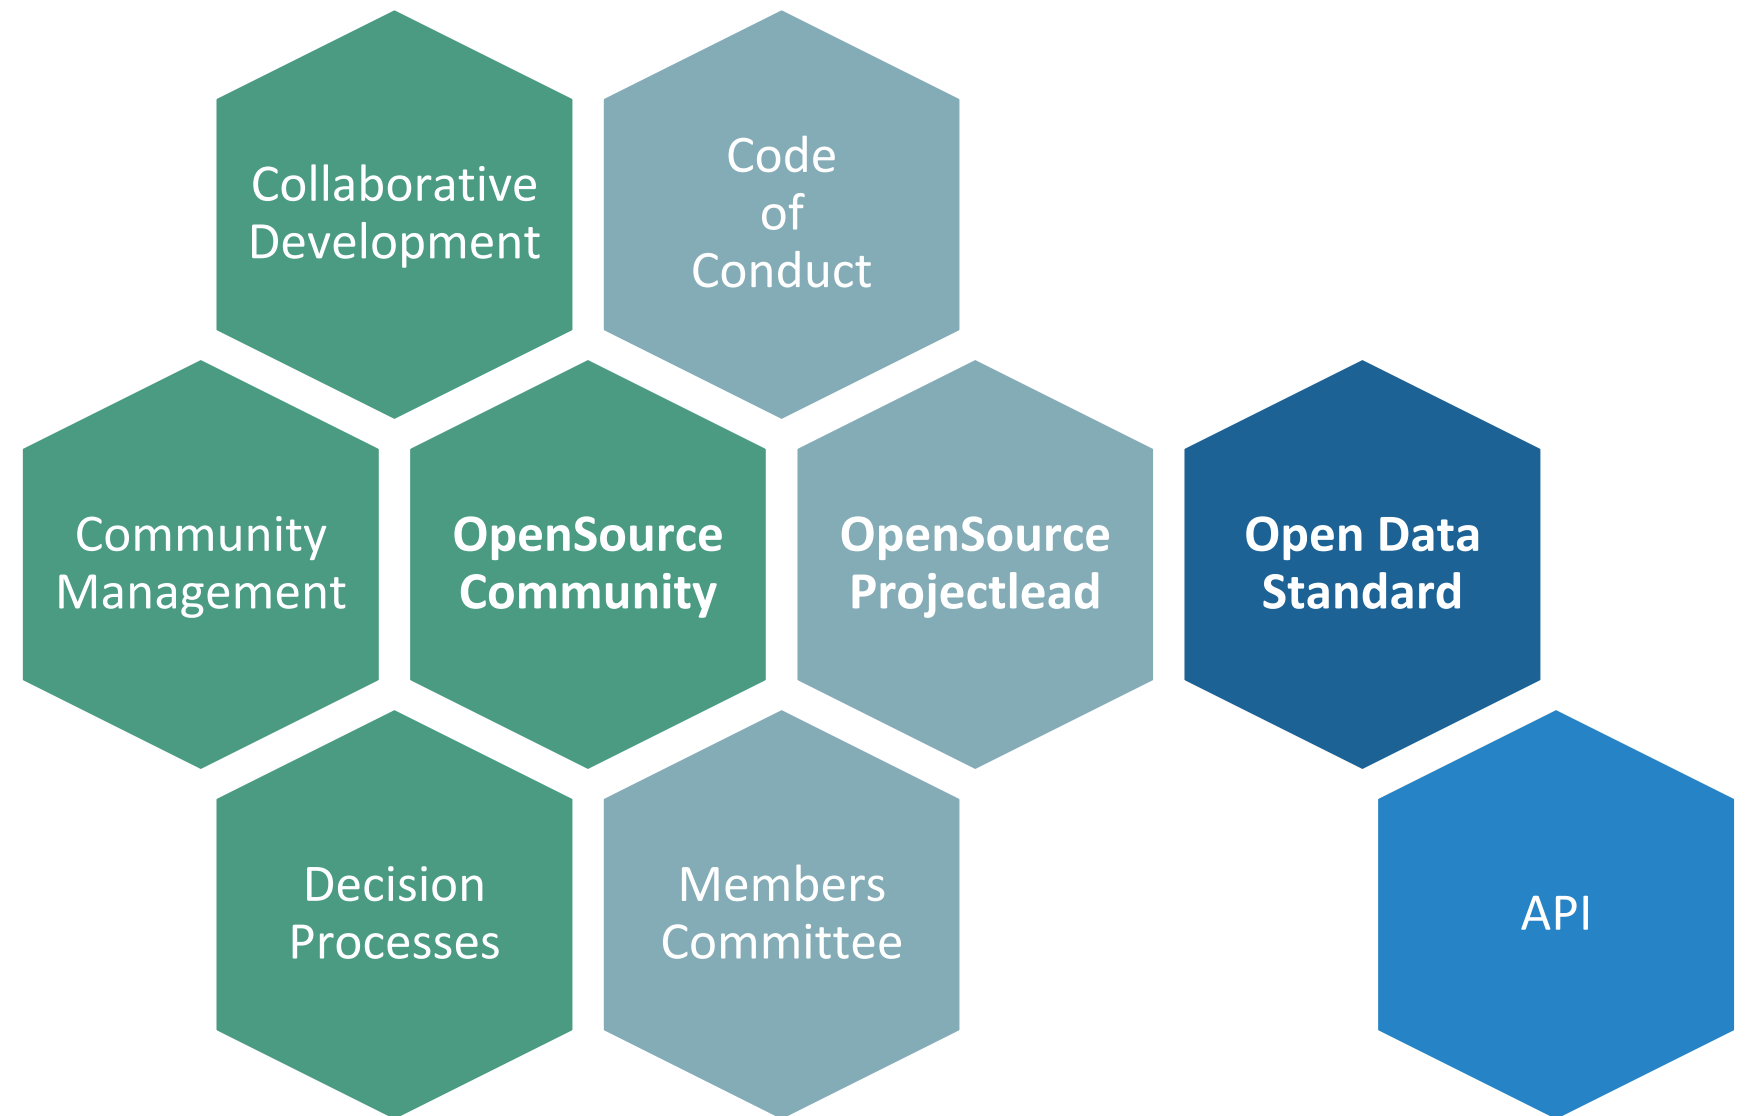 Collaborative
Development
Code
of
Conduct
Community
Management
OpenSource
Community
OpenSource
Projectlead
Open Data
Standard
Decision
Processes
Members
Committee
API